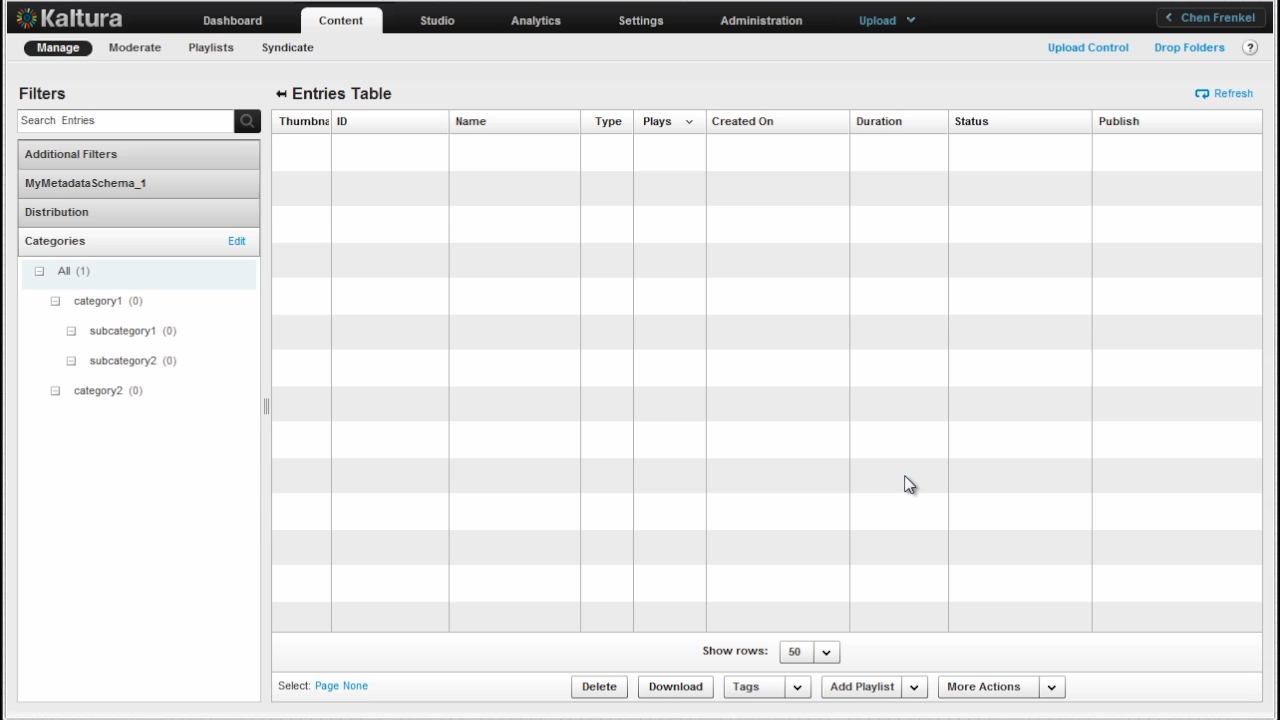 Kaltura Dashboard Content Studio Analytics Settings Administration Upload Chen Frenkel
Manage Moderate Playlists Syndicate Upload Control Drop Folders ?
Filters
Entries Table
Refresh
Search Entries
Thumbna ID Name Type Plays Created On Duration Status Publish
Additional Filters
MyMetadataSchema_1
Distribution
Categories Edit
All (1)
category1 (0)
subcategory1 (0)
subcategory2 (0)
category2 (0)
Show rows: 50
Select: Page None Delete Download Tags Add Playlist More Actions